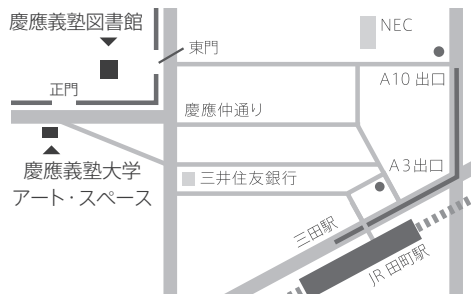 慶應義塾図書館
NEC
東門
A10 出口
正門
慶應仲通り
慶應義塾大学
アート・スペース
A3出口
三井住友銀行
三田駅
JR 田町駅